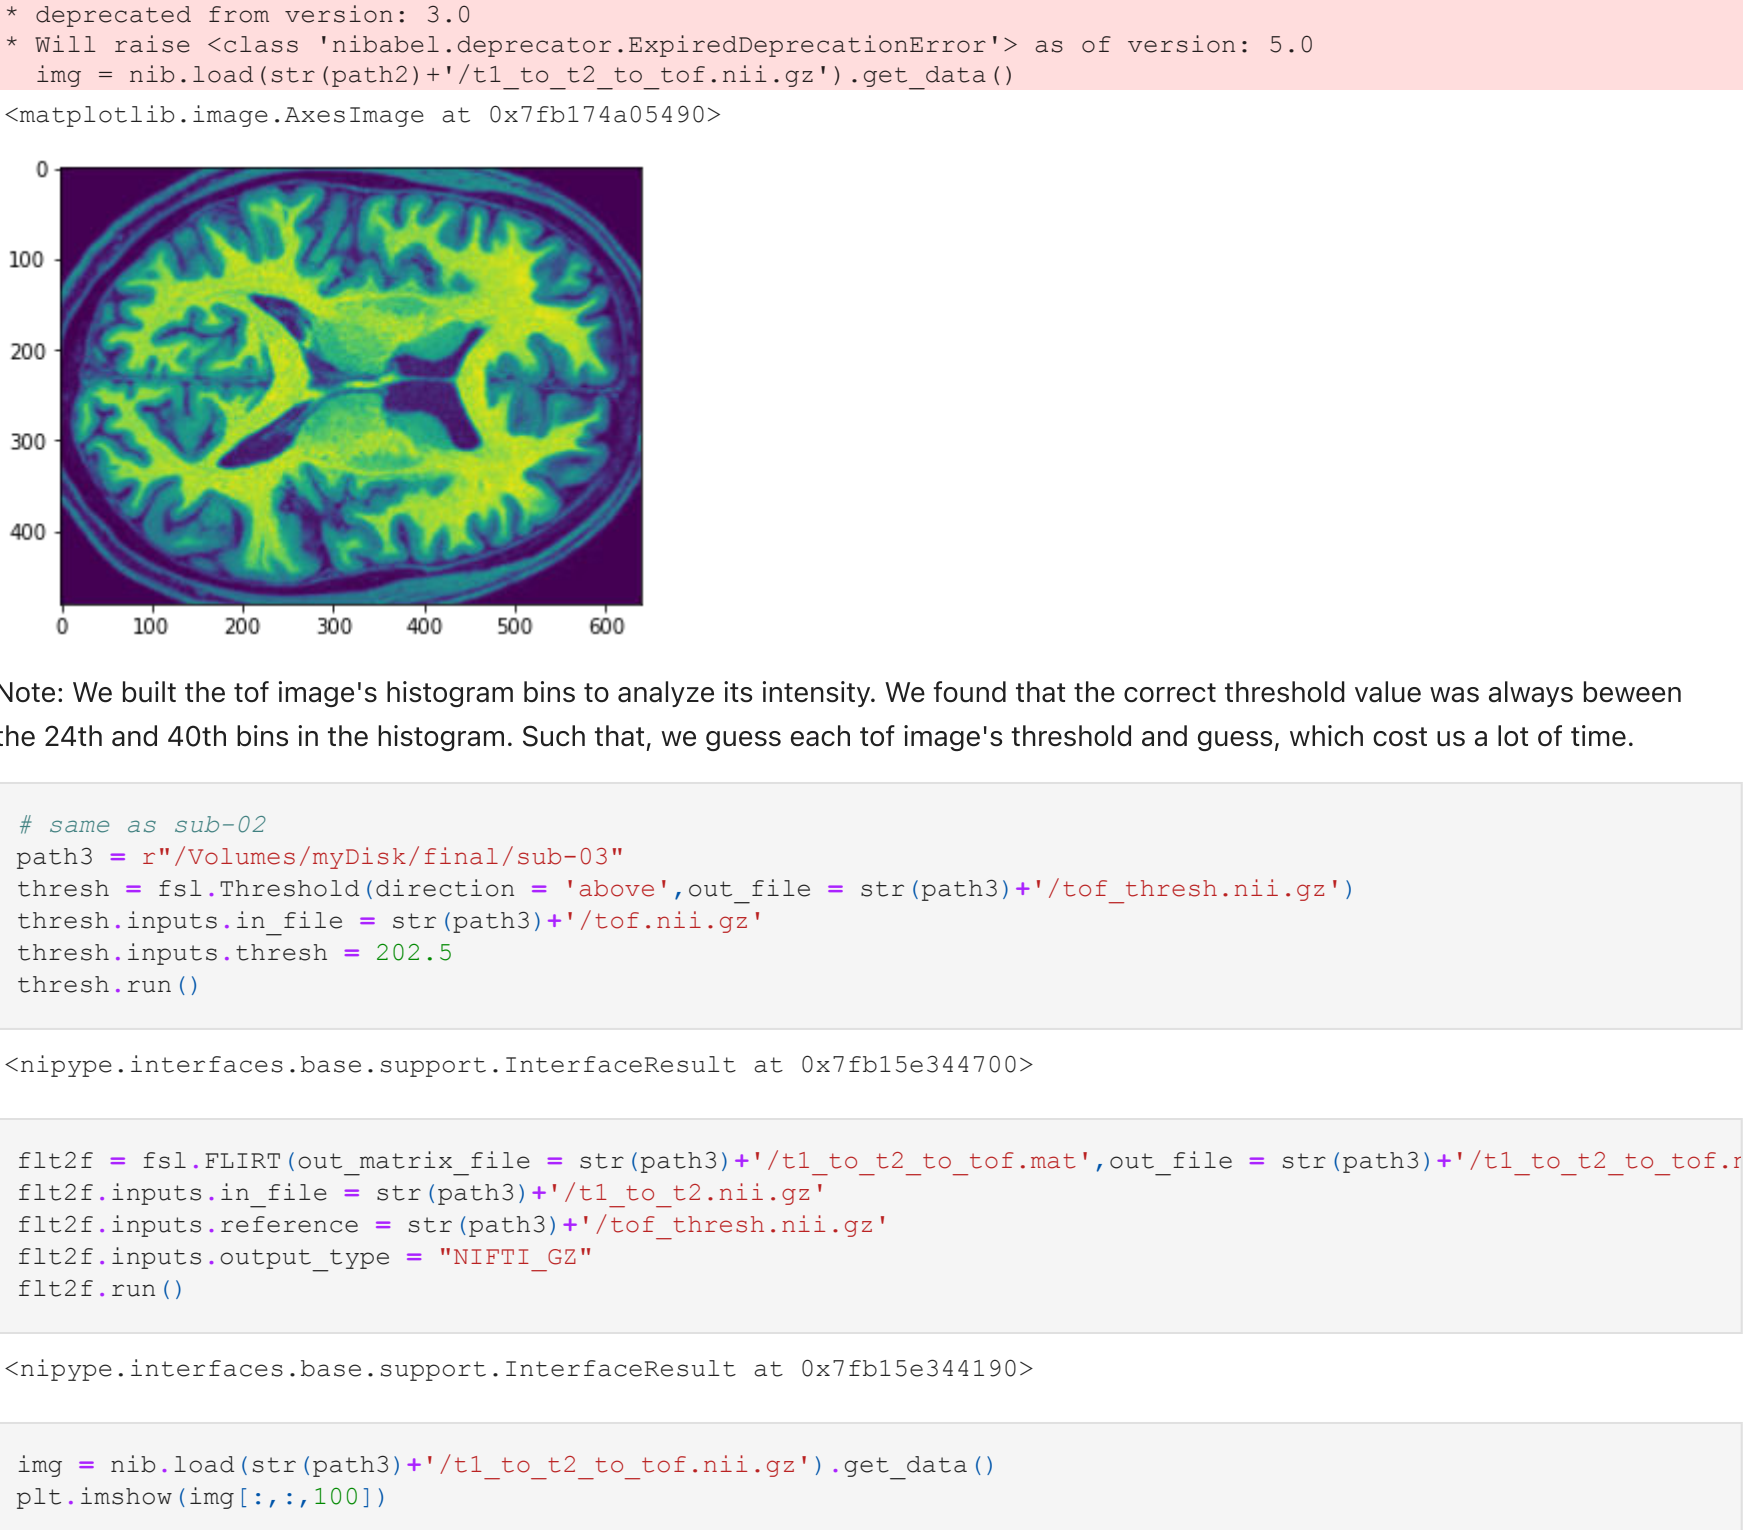 * deprecated from version: 3.0
* Will raise <class 'nibabel.deprecator.ExpiredDeprecationError'> as of version: 5.0
  img = nib.load(str(path2)+'/t1_to_t2_to_tof.nii.gz').get_data()
<matplotlib.image.AxesImage at 0x7fb174a05490>
0
100
200
300
400
0 100 200 300 400 500 600
Note: We built the tof image's histogram bins to analyze its intensity. We found that the correct threshold value was always beween
the 24th and 40th bins in the histogram. Such that, we guess each tof image's threshold and guess, which cost us a lot of time.
# same as sub-02
path3 = r"/Volumes/myDisk/final/sub-03"
thresh = fsl.Threshold(direction = 'above',out_file = str(path3)+'/tof_thresh.nii.gz')
thresh.inputs.in_file = str(path3)+'/tof.nii.gz'
thresh.inputs.thresh = 202.5
thresh.run()
<nipype.interfaces.base.support.InterfaceResult at 0x7fb15e344700>
flt2f = fsl.FLIRT(out_matrix_file = str(path3)+'/t1_to_t2_to_tof.mat',out_file = str(path3)+'/t1_to_t2_to_tof.
flt2f.inputs.in_file = str(path3)+'/t1_to_t2.nii.gz'
flt2f.inputs.reference = str(path3)+'/tof_thresh.nii.gz'
flt2f.inputs.output_type = "NIFTI_GZ"
flt2f.run()
<nipype.interfaces.base.support.InterfaceResult at 0x7fb15e344190>
img = nib.load(str(path3)+'/t1_to_t2_to_tof.nii.gz').get_data()
plt.imshow(img[:,:,100])